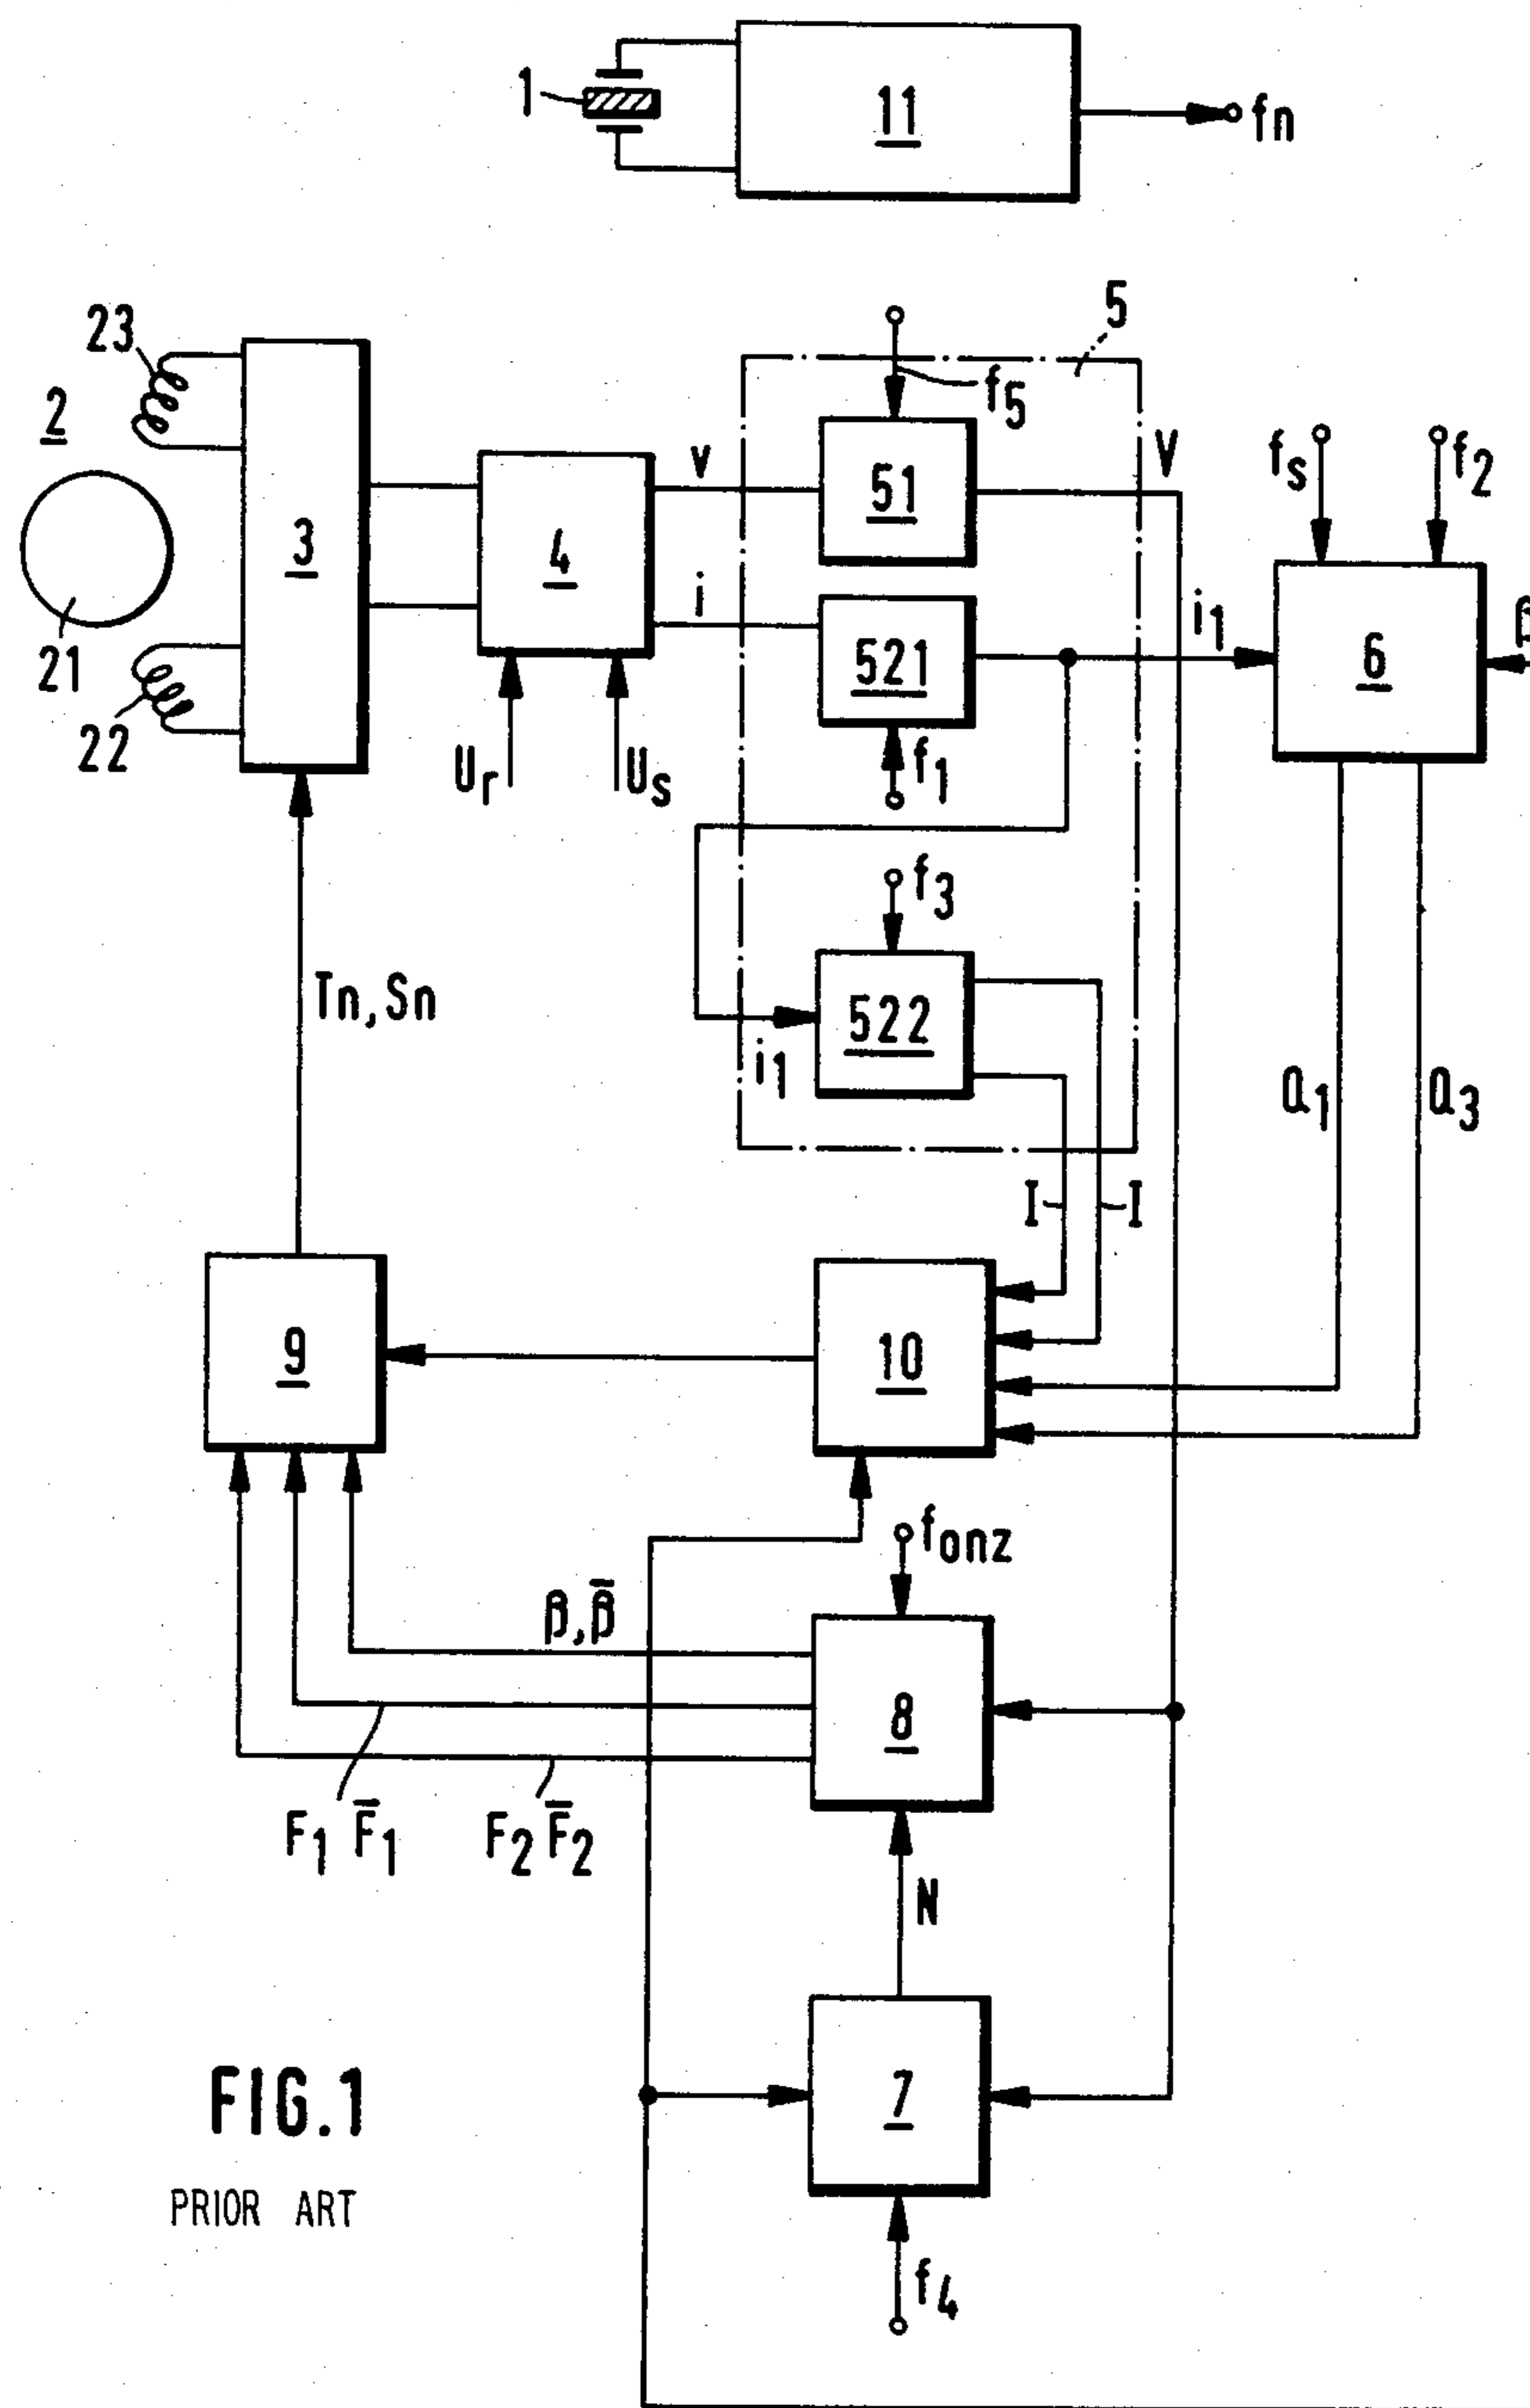 1
11
fn
23
5
2
f5
v
51
V
fs
f2
3
4
i
i1
521
6
21
22
Ur
Us
f1
f3
Tn, Sn
522
i1
Q1
Q3
I
I
9
10
fonz
β, β̄
8
F1 F̄1
F2 F̄2
N
FIG.1
7
PRIOR ART
f4